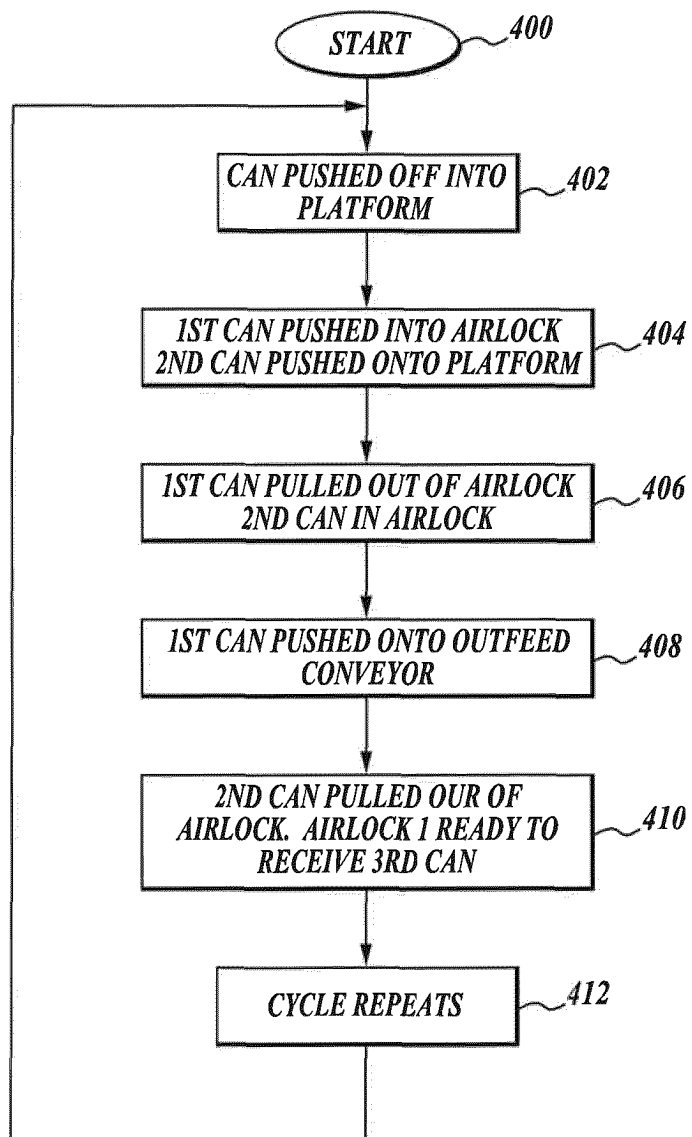 START
400
CAN PUSHED OFF INTO
PLATFORM
402
1ST CAN PUSHED INTO AIRLOCK
2ND CAN PUSHED ONTO PLATFORM
404
1ST CAN PULLED OUT OF AIRLOCK
2ND CAN IN AIRLOCK
406
1ST CAN PUSHED ONTO OUTFEED
CONVEYOR
408
2ND CAN PULLED OUR OF
AIRLOCK. AIRLOCK 1 READY TO
RECEIVE 3RD CAN
410
CYCLE REPEATS
412